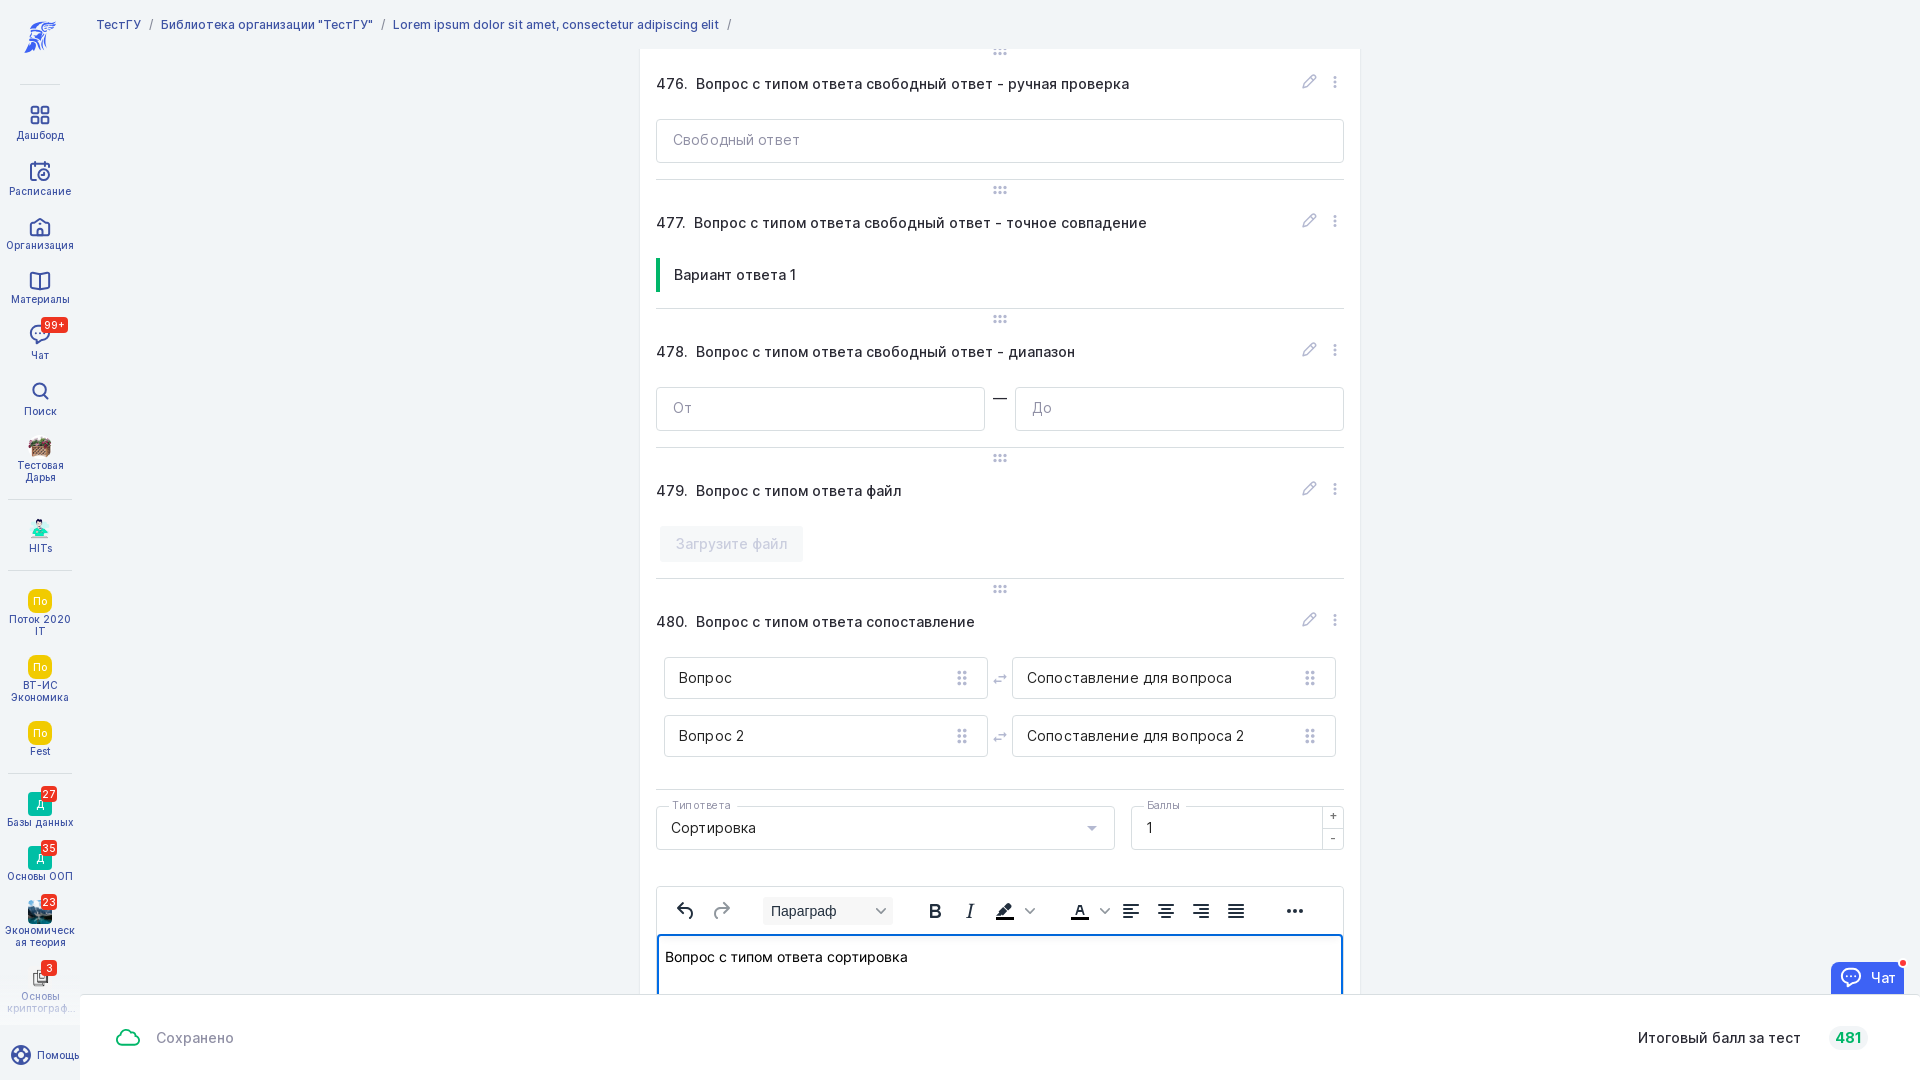 ТестГУ / Библиотека организации "ТестГУ" / Lorem ipsum dolor sit amet, consectetur adipiscing elit /
Дашборд
Расписание
Организация
Материалы
99+
Чат
Поиск
Тестовая
Дарья
HITs
По
Поток 2020
IT
По
ВТ-ИС
Экономика
По
Fest
27
Д
Базы данных
35
Д
Основы ООП
23
Экономическ
ая теория
3
Основы
криптограф...
Помощь
476. Вопрос с типом ответа свободный ответ - ручная проверка
Свободный ответ
477. Вопрос с типом ответа свободный ответ - точное совпадение
Вариант ответа 1
478. Вопрос с типом ответа свободный ответ - диапазон
От — До
479. Вопрос с типом ответа файл
Загрузите файл
480. Вопрос с типом ответа сопоставление
Вопрос Сопоставление для вопроса
Вопрос 2 Сопоставление для вопроса 2
Тип ответа Баллы
Сортировка 1 + -
Параграф B I A
Вопрос с типом ответа сортировка
Чат
Сохранено Итоговый балл за тест 481